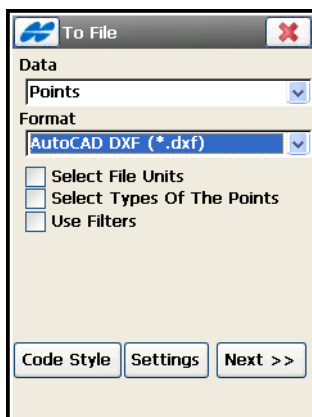 To File
Data
Points
Format
AutoCAD DXF (*.dxf)
Select File Units
Select Types Of The Points
Use Filters
Code Style Settings Next >>